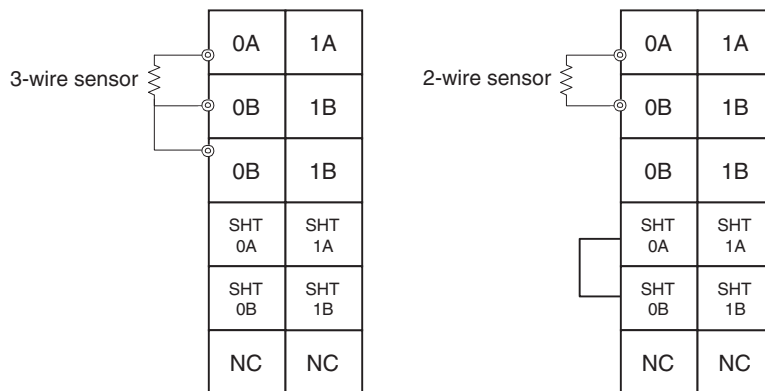 3-wire sensor
0A 1A
0B 1B
0B 1B
SHT 0A SHT 1A
SHT 0B SHT 1B
NC NC
2-wire sensor
0A 1A
0B 1B
0B 1B
SHT 0A SHT 1A
SHT 0B SHT 1B
NC NC